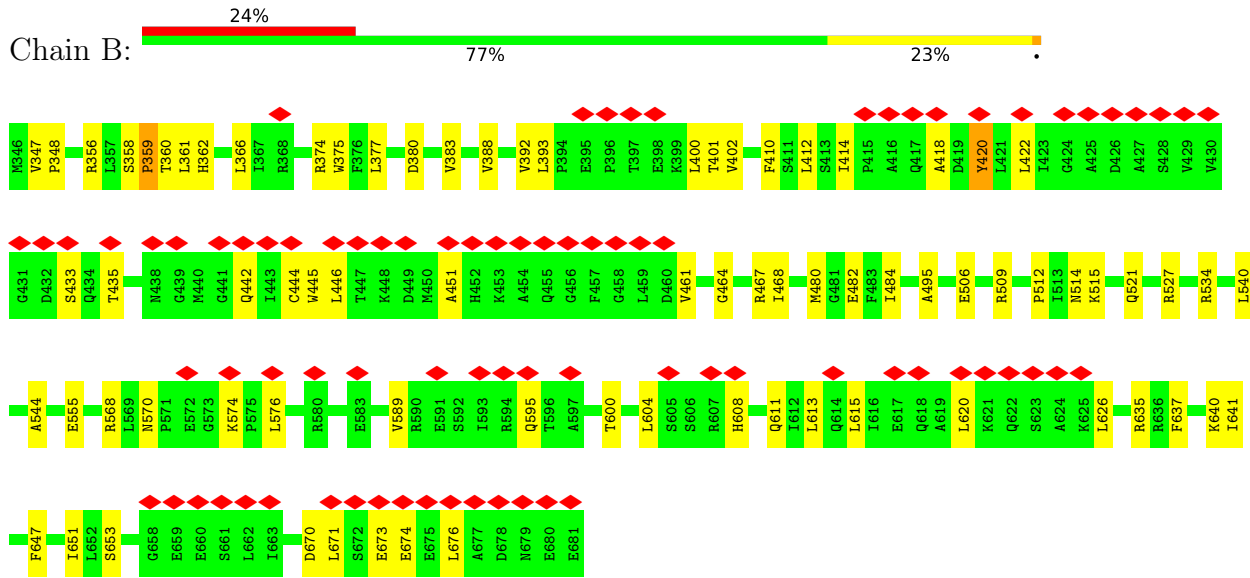 24%
Chain B:
77%
23%
.
M346 V347 P348 R356 L357 S358 P359 T360 L361 H362 L366 I367 R368 R374 W375 F376 L377 D380 V383 V388 V392 L393 P394 E395 P396 T397 E398 K399 L400 T401 V402 F410 S411 L412 S413 I414 P415 A416 Q417 A418 D419 Y420 L421 L422 I423 G424 A425 D426 A427 S428 V429 V430
G431 D432 S433 Q434 T435 N438 G439 M440 G441 Q442 I443 C444 W445 L446 T447 K448 D449 M450 A451 H452 K453 A454 Q455 G456 F457 G458 L459 D460 V461 G464 R467 I468 M480 G481 E482 F483 I484 A495 E506 R509 P512 I513 N514 K515 Q521 R527 R534 L540
A544 E555 R568 L569 N570 P571 E572 G573 K574 P575 L576 R580 E583 V589 R590 E591 S592 I593 R594 Q595 T596 A597 T600 L604 S605 S606 R607 H608 Q611 I612 L613 Q614 L615 I616 E617 Q618 A619 L620 K621 Q622 S623 A624 K625 L626 R635 R636 F637 K640 I641
F647 I651 L652 S653 G658 E659 E660 S661 L662 I663 D670 L671 S672 E673 E674 E675 L676 A677 D678 N679 E680 E681